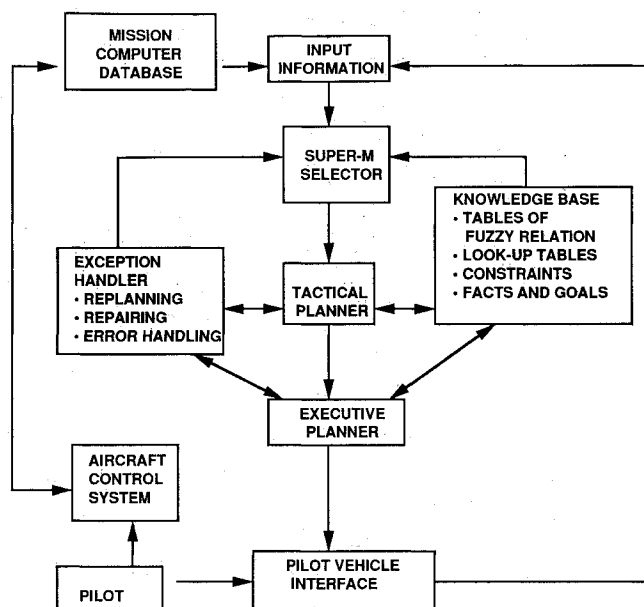 MISSION
COMPUTER
DATABASE
INPUT
INFORMATION
SUPER-M
SELECTOR
KNOWLEDGE BASE
• TABLES OF
FUZZY RELATION
• LOOK-UP TABLES
• CONSTRAINTS
• FACTS AND GOALS
EXCEPTION
HANDLER
• REPLANNING
• REPAIRING
• ERROR HANDLING
TACTICAL
PLANNER
EXECUTIVE
PLANNER
AIRCRAFT
CONTROL
SYSTEM
PILOT
PILOT VEHICLE
INTERFACE